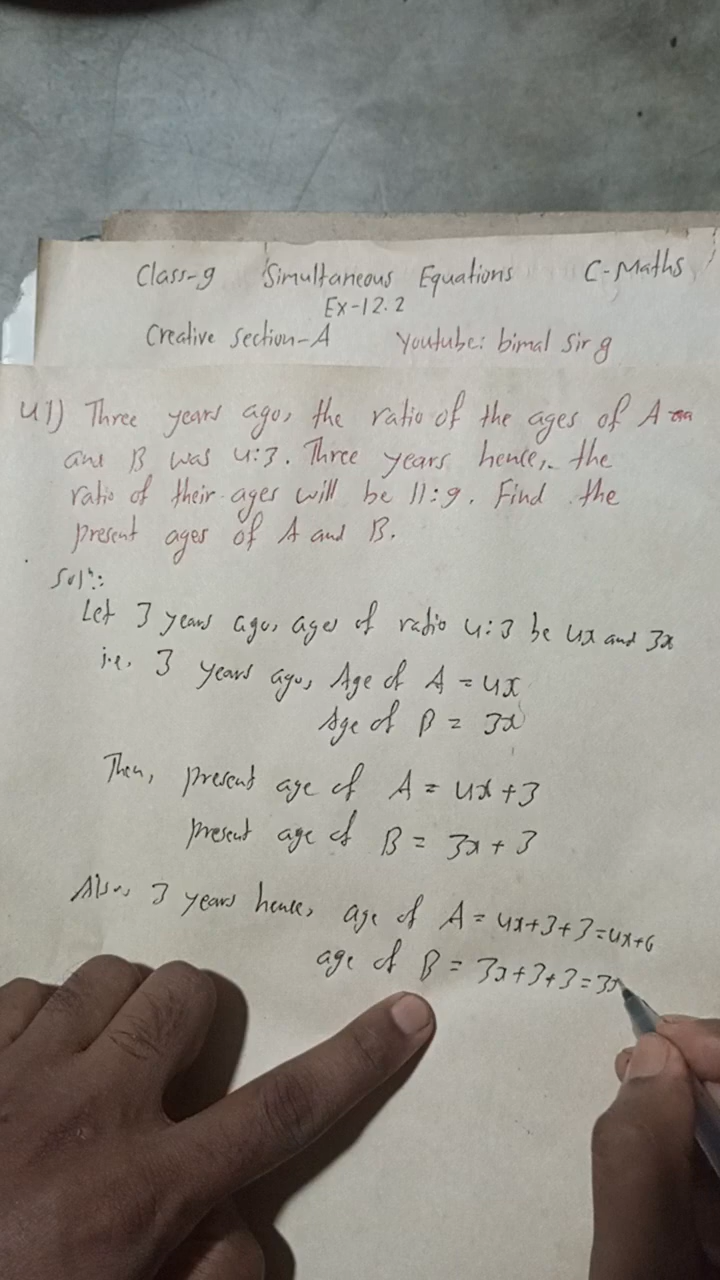 Class-9 Simultaneous Equations C-Maths
Ex-12.2
Creative section-A Youtube: bimal sir g
41) Three years ago, the ratio of the ages of A
and B was 4:3. Three years hence, the
ratio of their ages will be 11:9. Find the
present ages of A and B.
Solⁿ:
Let 3 years ago, ages of ratio 4:3 be 4x and 3x
i.e. 3 years ago, Age of A = 4x
Age of B = 3x
Then, present age of A = 4x+3
present age of B = 3x+3
Also, 3 years hence, age of A = 4x+3+3=4x+6
age of B = 3x+3+3=3x